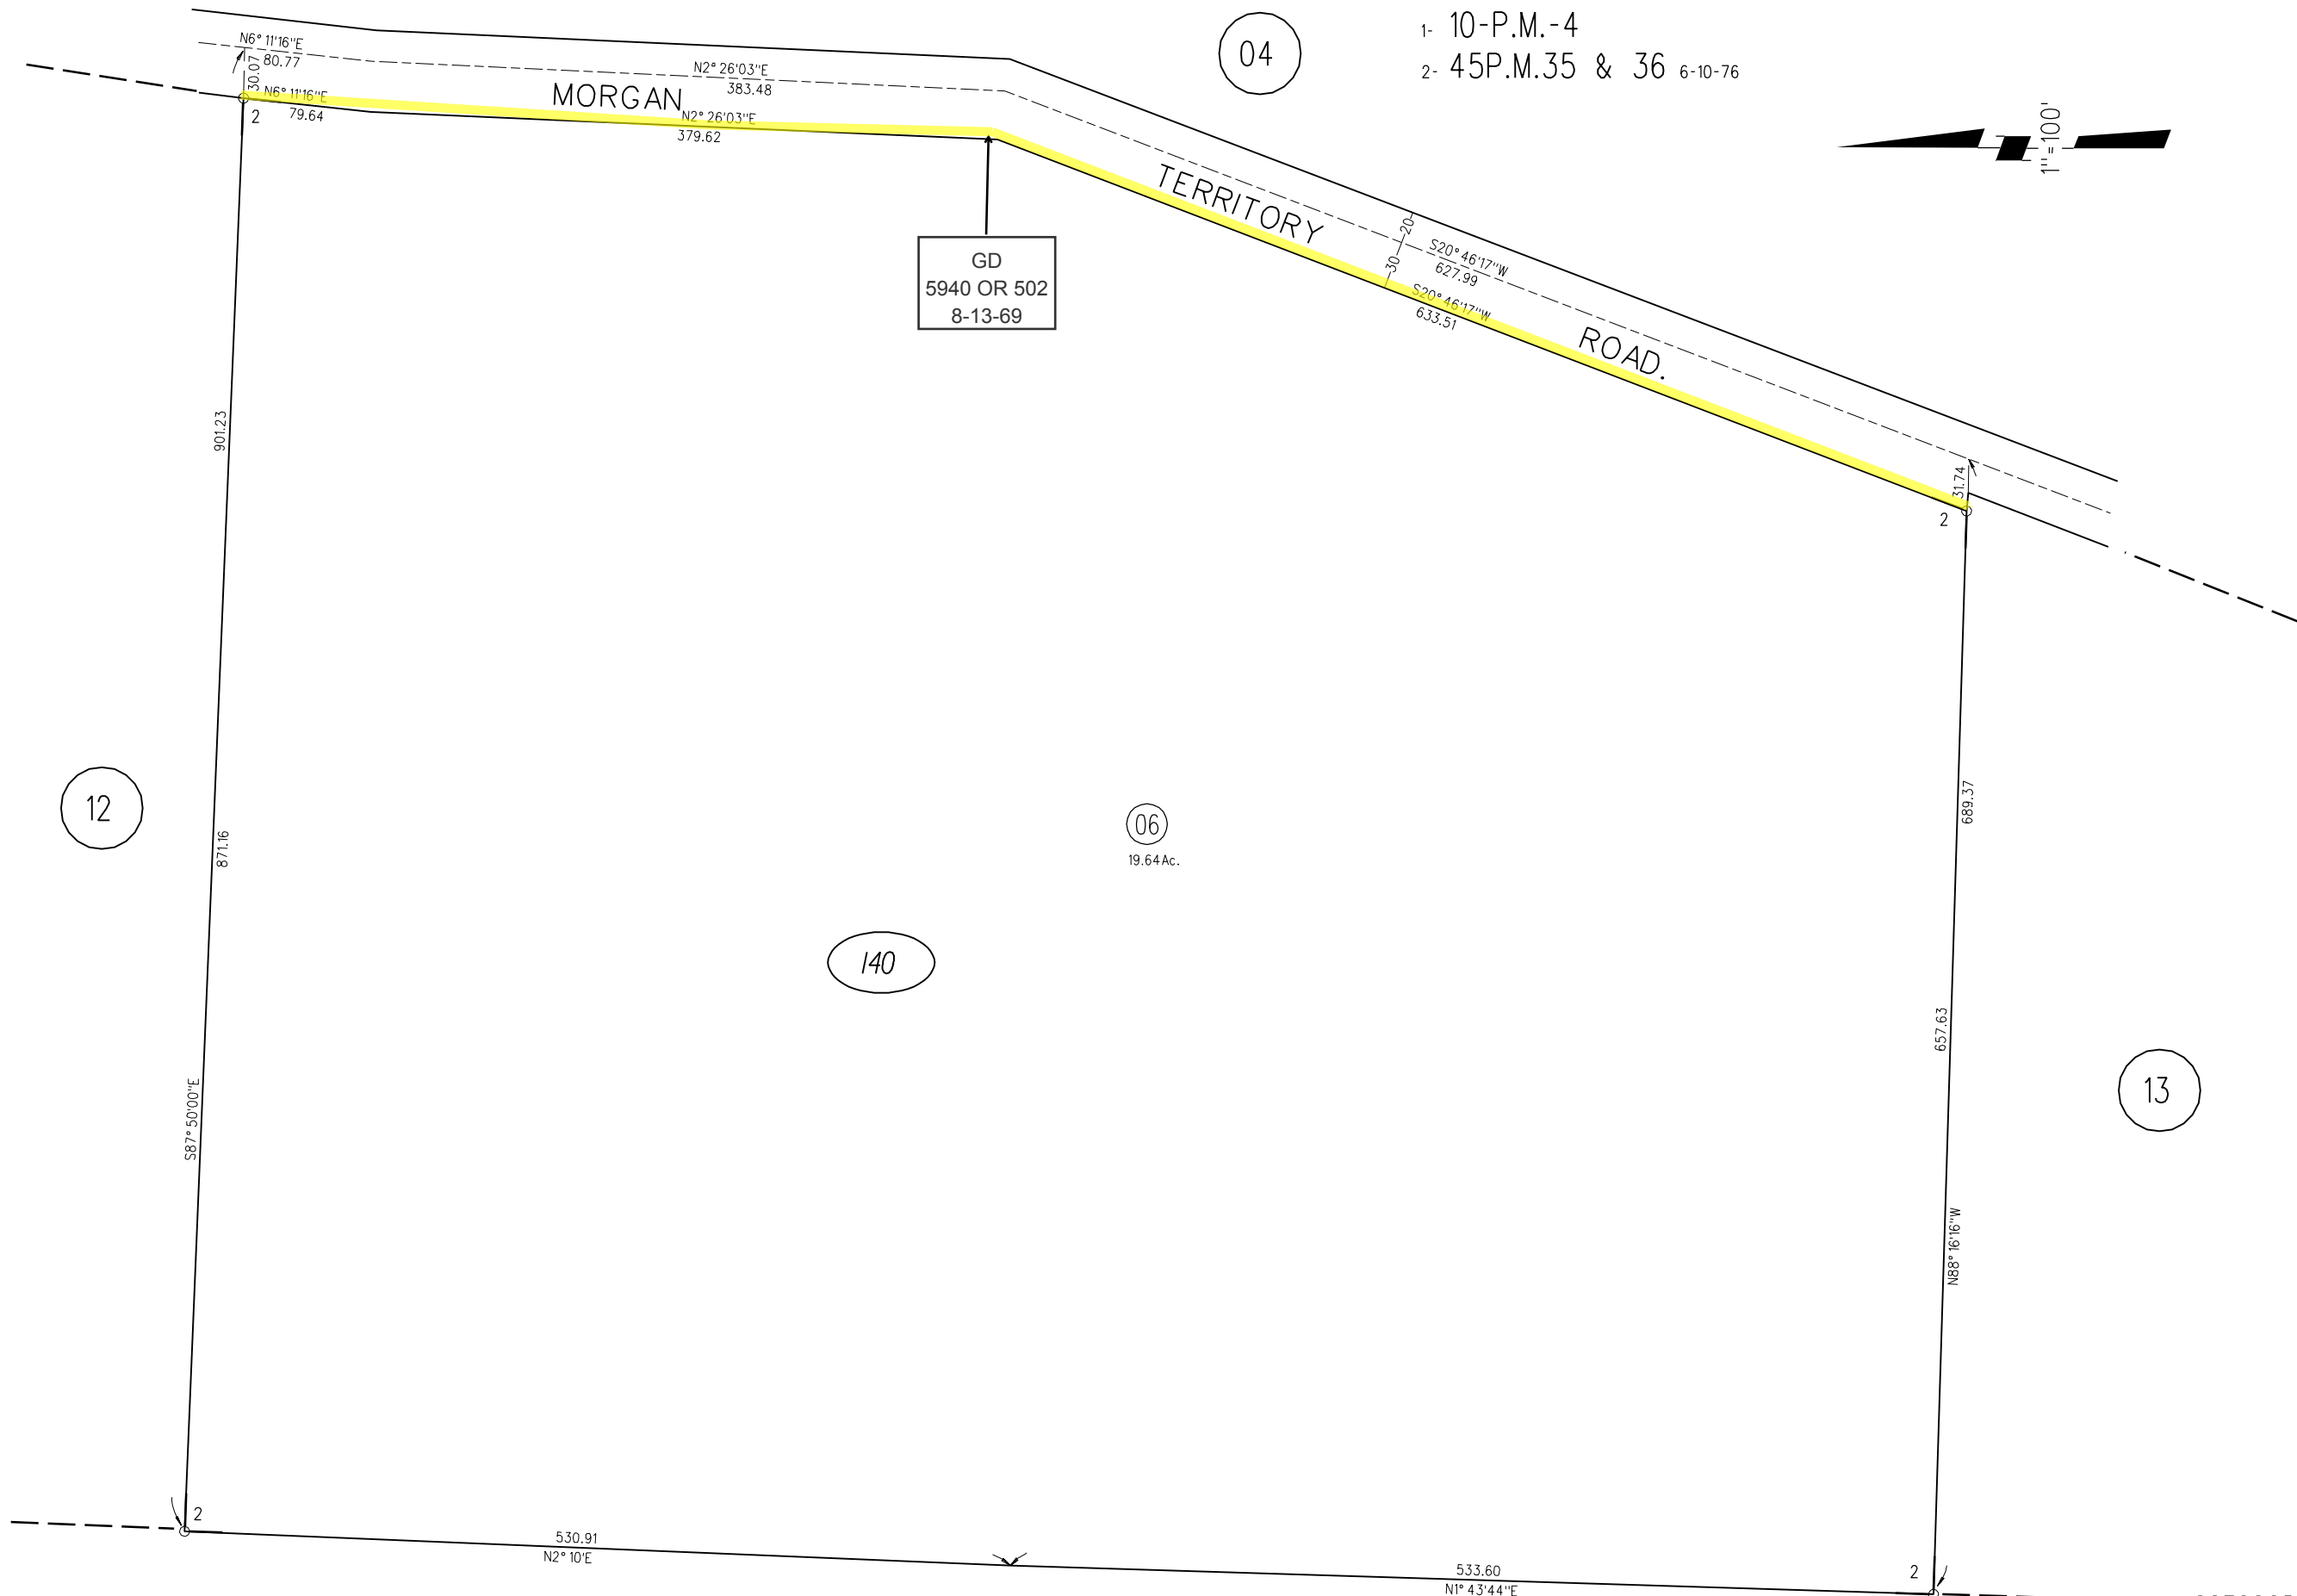 1- 10-P.M.-4
2- 45P.M.35 & 36 6-10-76
04
1"=100'
N6° 11'16"E
80.77
30.07
N6° 11'16"E
79.64
2
MORGAN
N2° 26'03"E
383.48
N2° 26'03"E
379.62
GD
5940 OR 502
8-13-69
TERRITORY
20
30
S20° 46'17"W
627.99
S20° 46'17"W
633.51
ROAD.
31.74
2
901.23
871.16
S87° 50'00"E
12
06
19.64Ac.
140
689.37
657.63
N88° 16'16"W
13
2
530.91
N2° 10'E
533.60
N1° 43'44"E
2